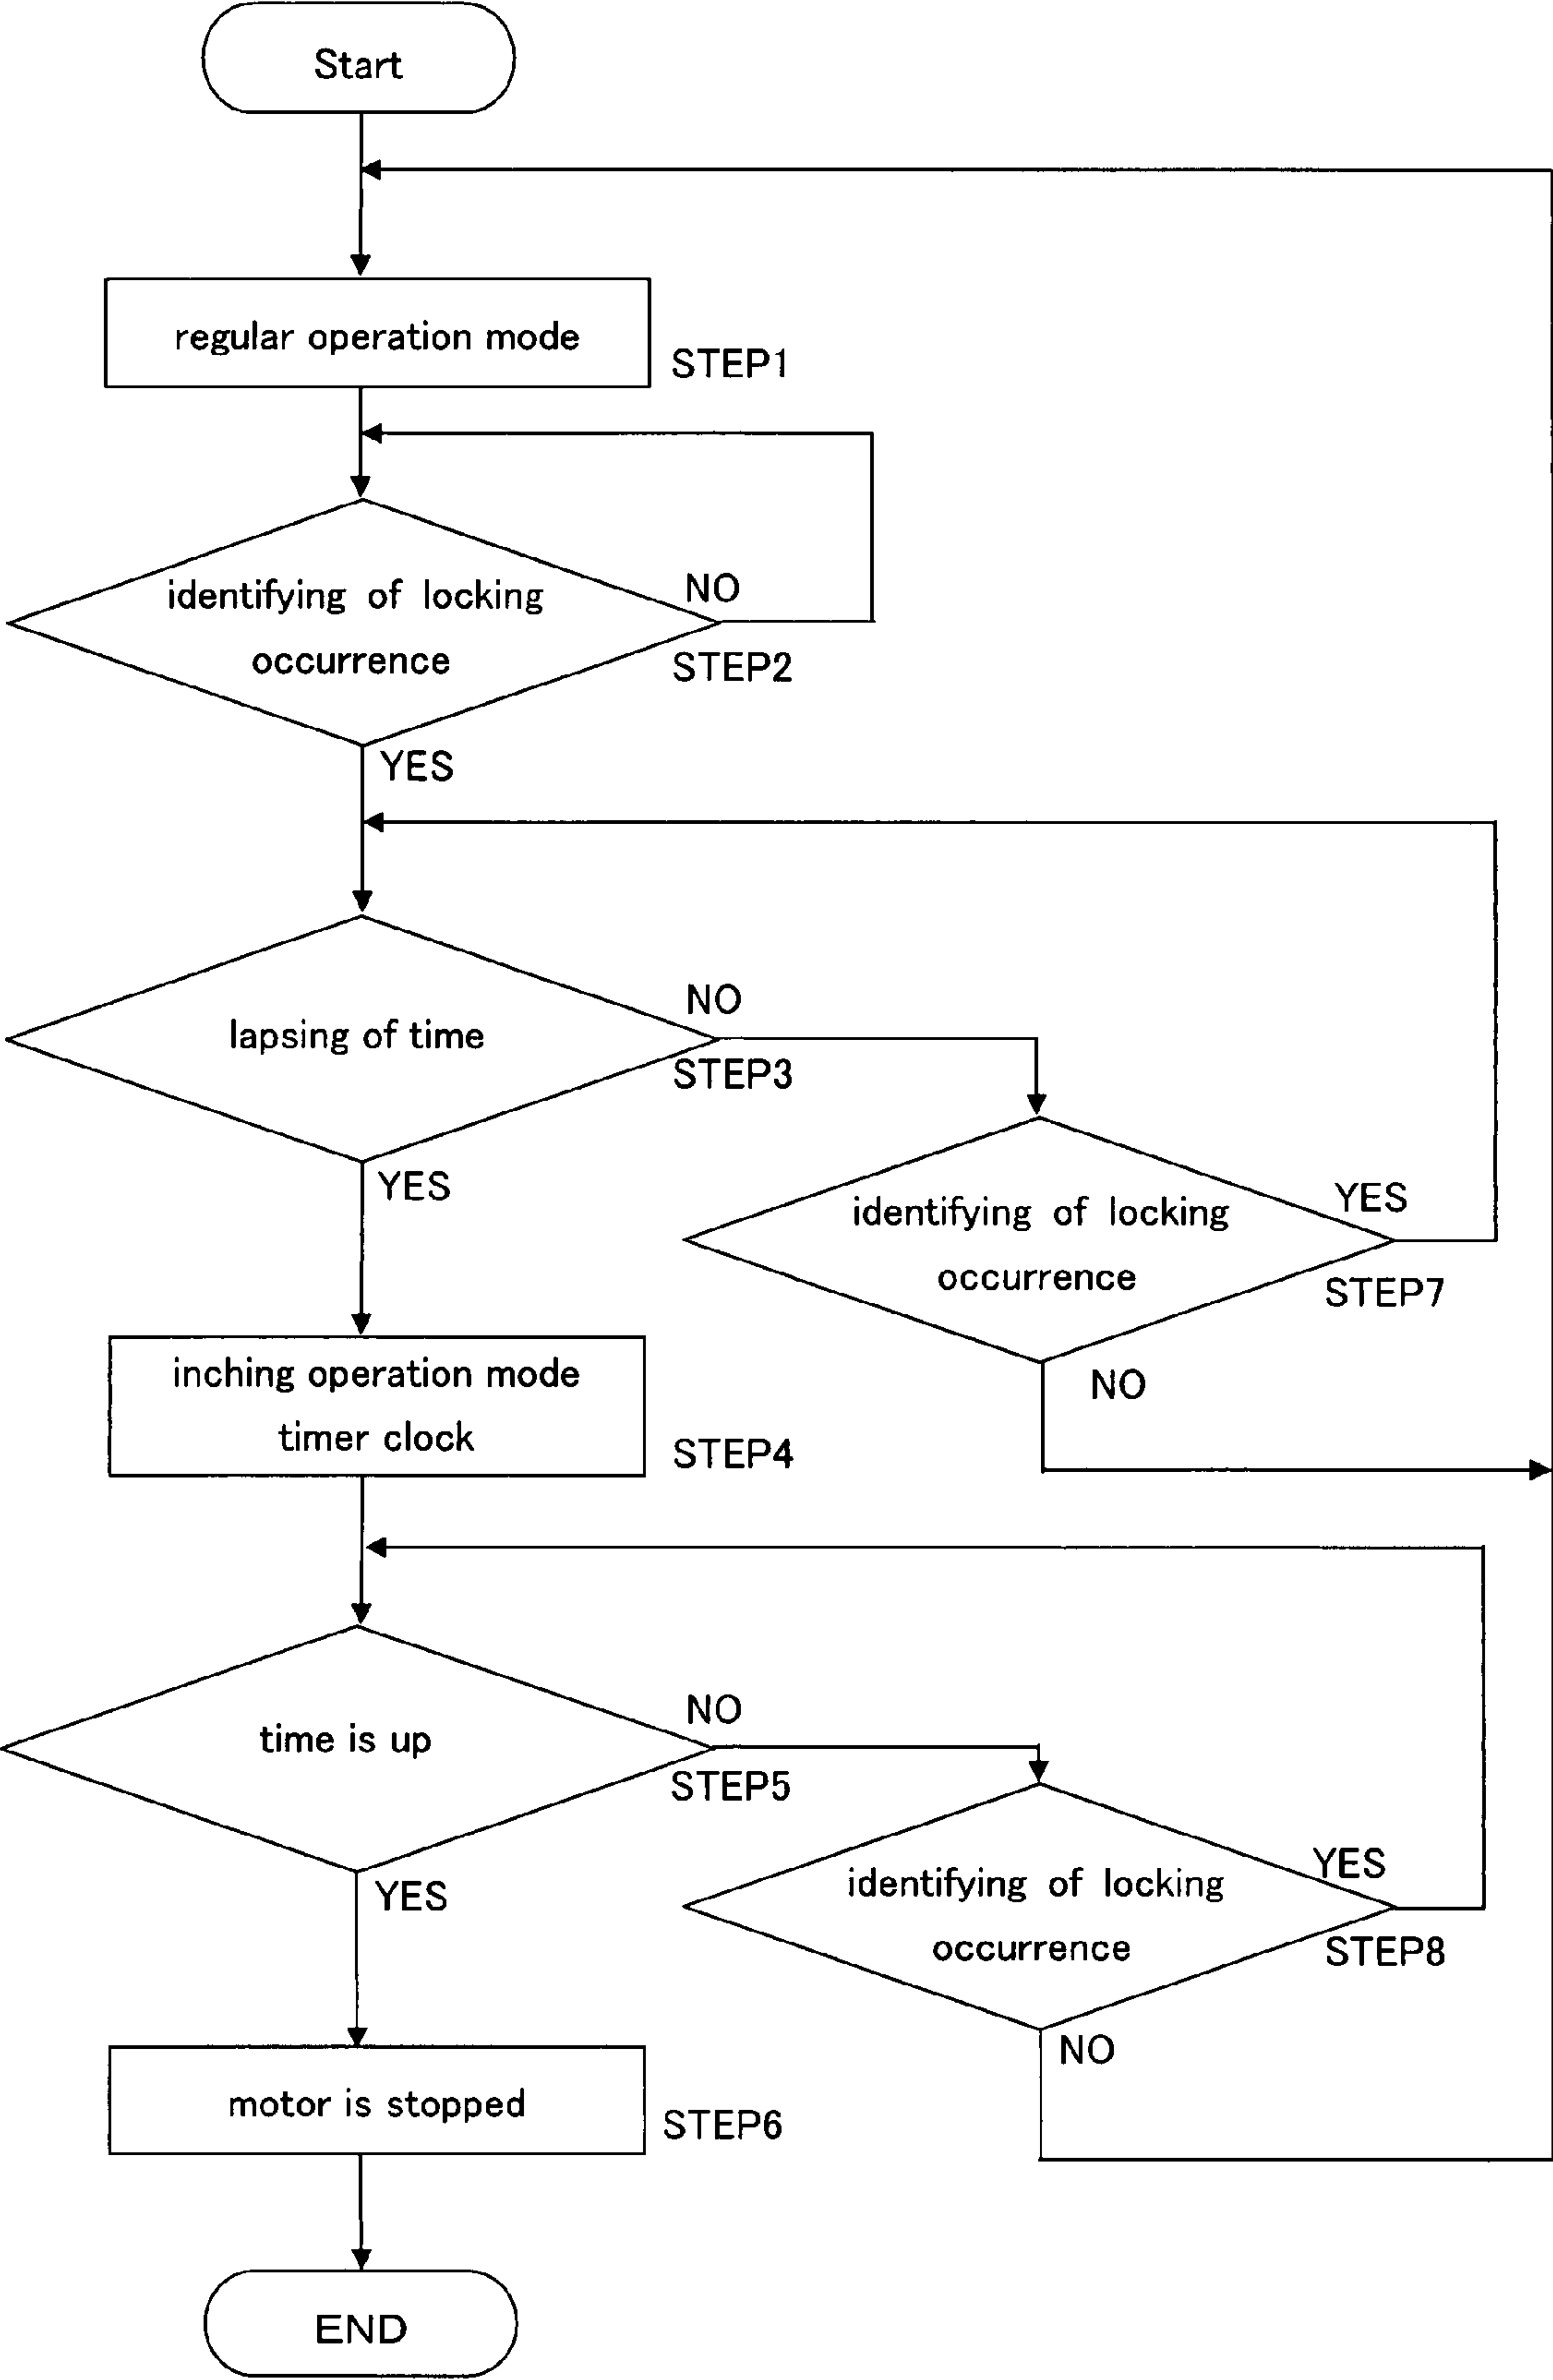 Start
regular operation mode
STEP1
identifying of locking
occurrence
NO
STEP2
YES
lapsing of time
NO
STEP3
YES
identifying of locking
occurrence
YES
STEP7
NO
inching operation mode
timer clock
STEP4
time is up
NO
STEP5
YES
identifying of locking
occurrence
YES
STEP8
NO
motor is stopped
STEP6
END